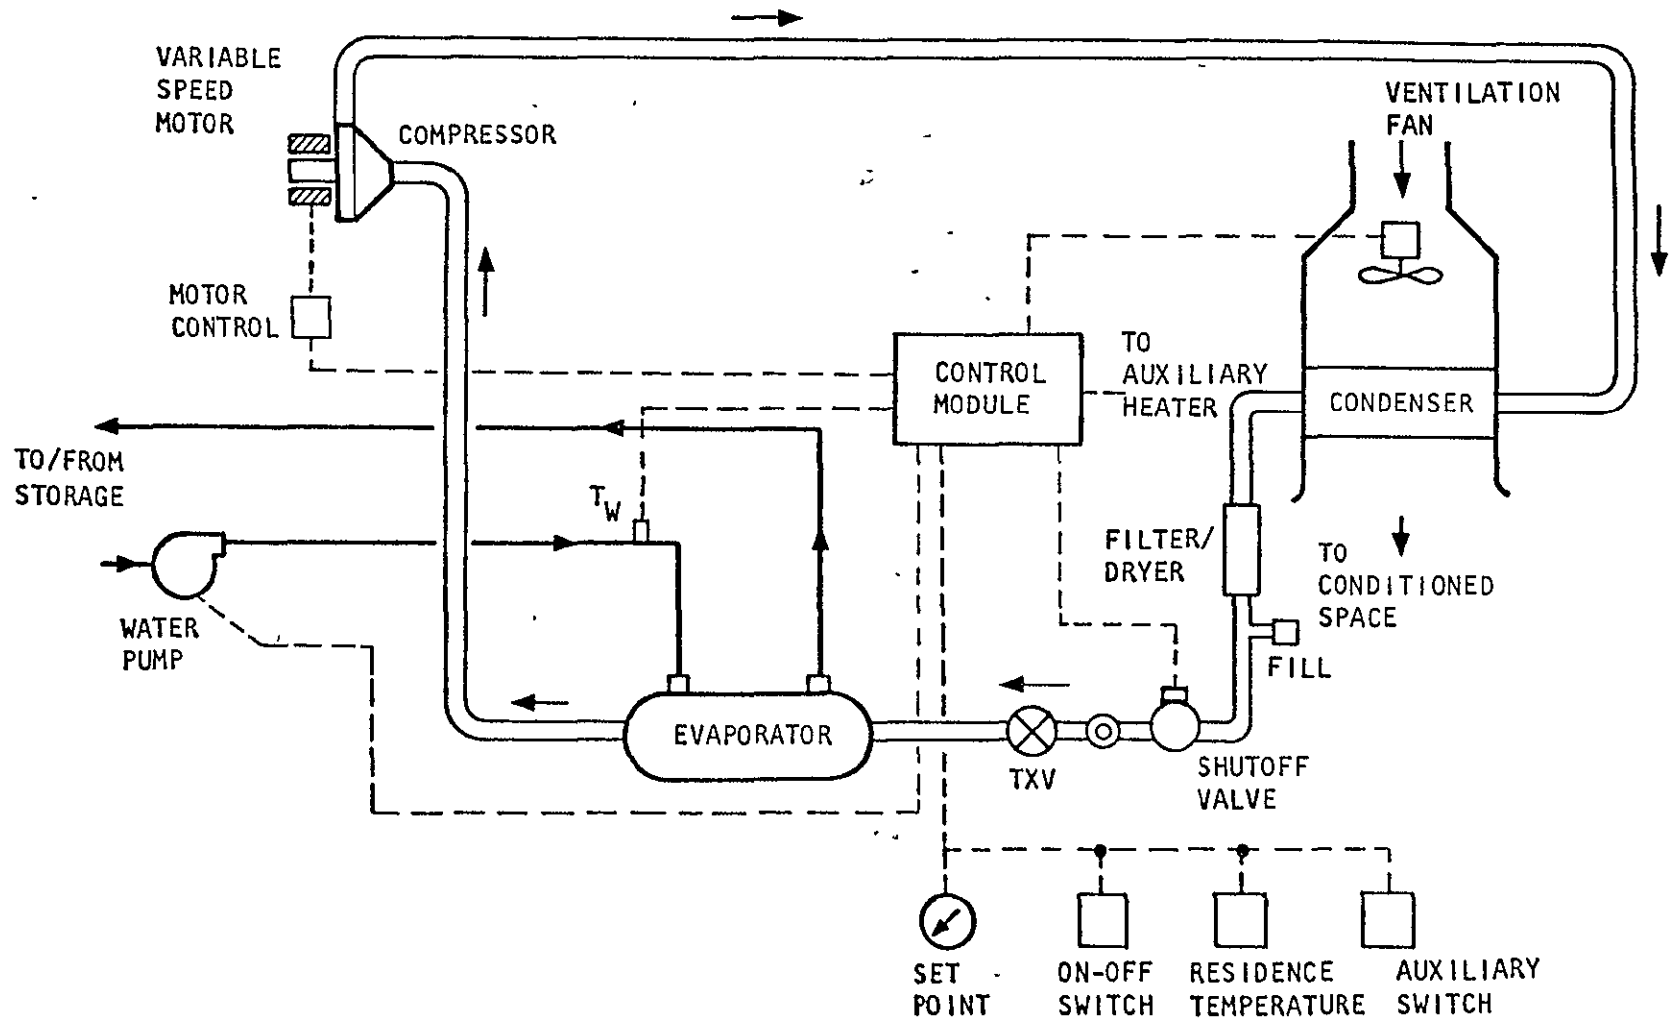 VARIABLE
SPEED
MOTOR
COMPRESSOR
VENTILATION
FAN
MOTOR
CONTROL
CONTROL
MODULE
TO
AUXILIARY
HEATER
CONDENSER
TO/FROM
STORAGE
TW
FILTER/
DRYER
TO
CONDITIONED
SPACE
WATER
PUMP
FILL
EVAPORATOR
TXV
SHUTOFF
VALVE
SET
POINT
ON-OFF
SWITCH
RESIDENCE
TEMPERATURE
AUXILIARY
SWITCH